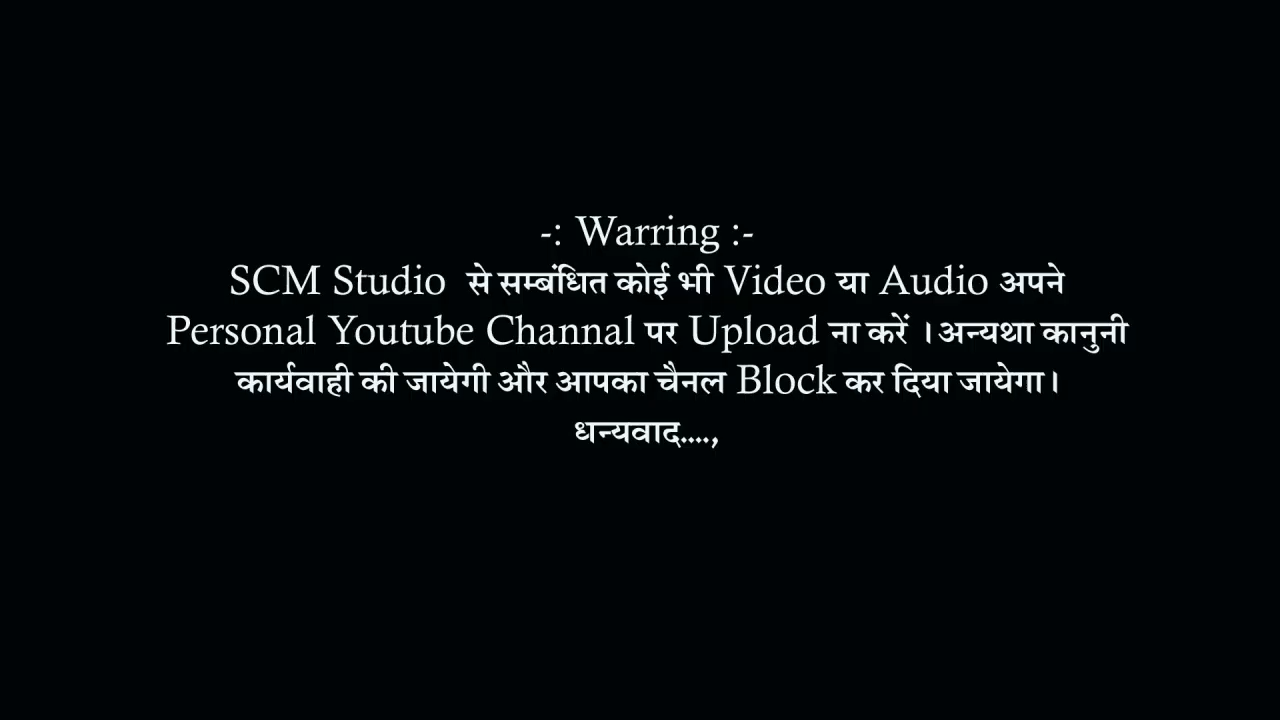 -: Warring :-
SCM Studio से सम्बंधित कोई भी Video या Audio अपने
Personal Youtube Channal पर Upload ना करें । अन्यथा कानुनी
कार्यवाही की जायेगी और आपका चैनल Block कर दिया जायेगा।
धन्यवाद....,